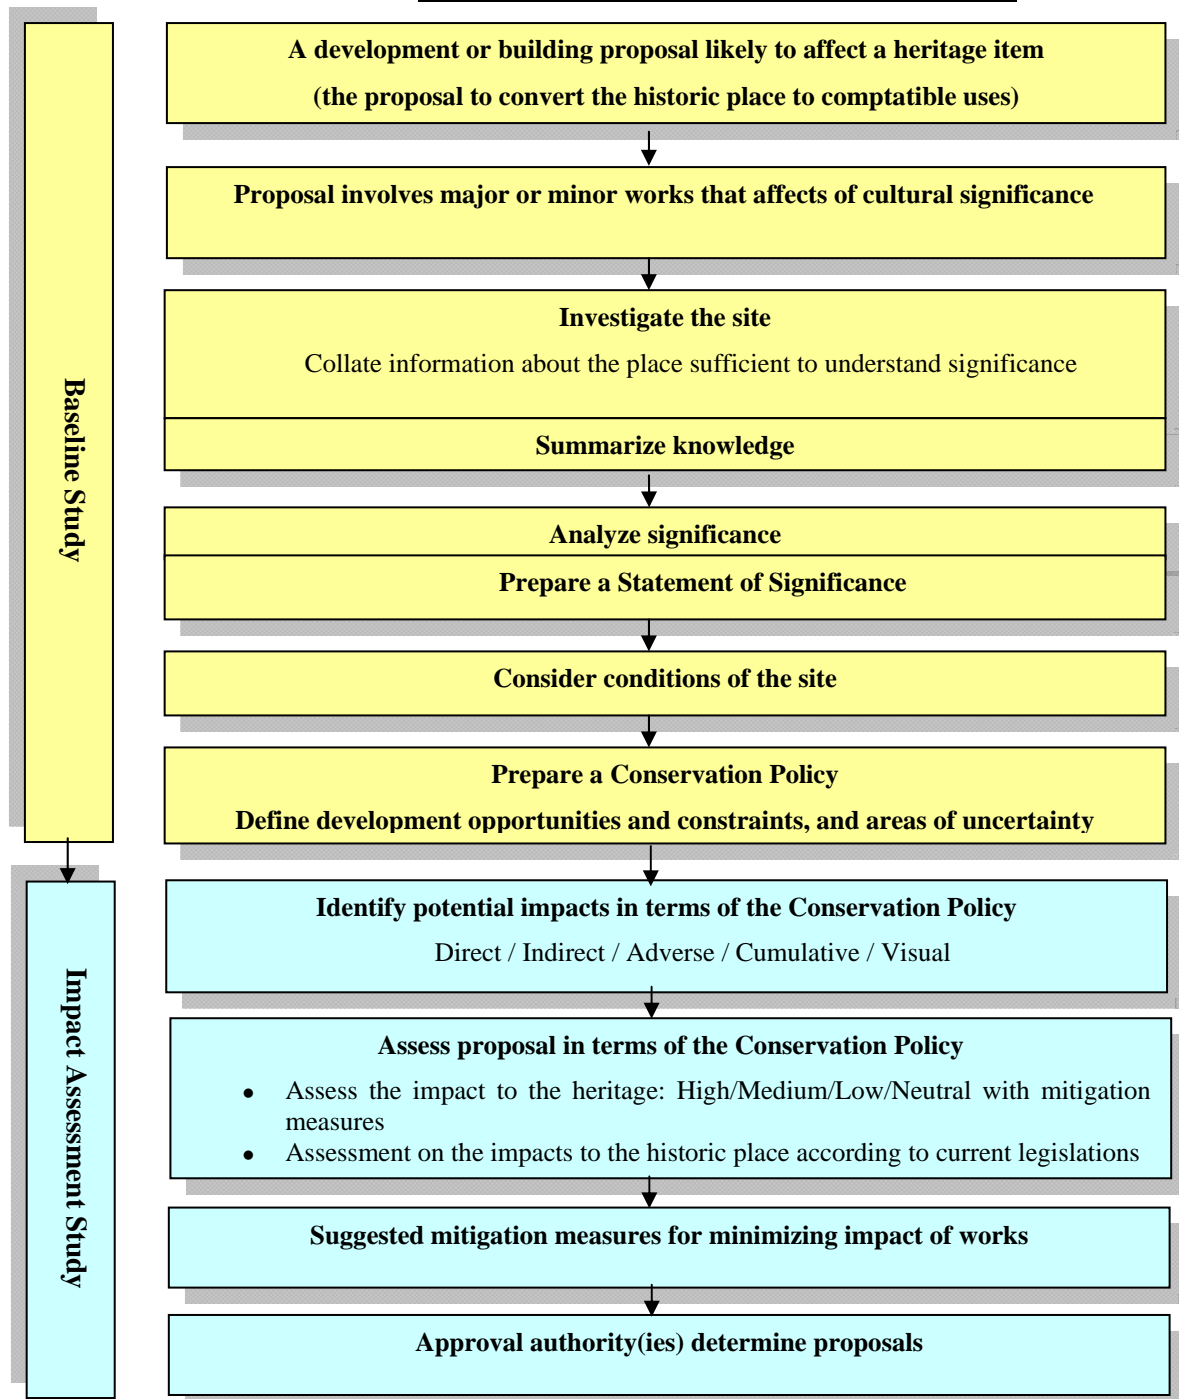 A development or building proposal likely to affect a heritage item
(the proposal to convert the historic place to comptatible uses)
Proposal involves major or minor works that affects of cultural significance
Investigate the site
Collate information about the place sufficient to understand significance
Summarize knowledge
Analyze significance
Prepare a Statement of Significance
Consider conditions of the site
Prepare a Conservation Policy
Define development opportunities and constraints, and areas of uncertainty
Baseline Study
Identify potential impacts in terms of the Conservation Policy
Direct / Indirect / Adverse / Cumulative / Visual
Assess proposal in terms of the Conservation Policy
• Assess the impact to the heritage: High/Medium/Low/Neutral with mitigation
measures
• Assessment on the impacts to the historic place according to current legislations
Suggested mitigation measures for minimizing impact of works
Approval authority(ies) determine proposals
Impact Assessment Study